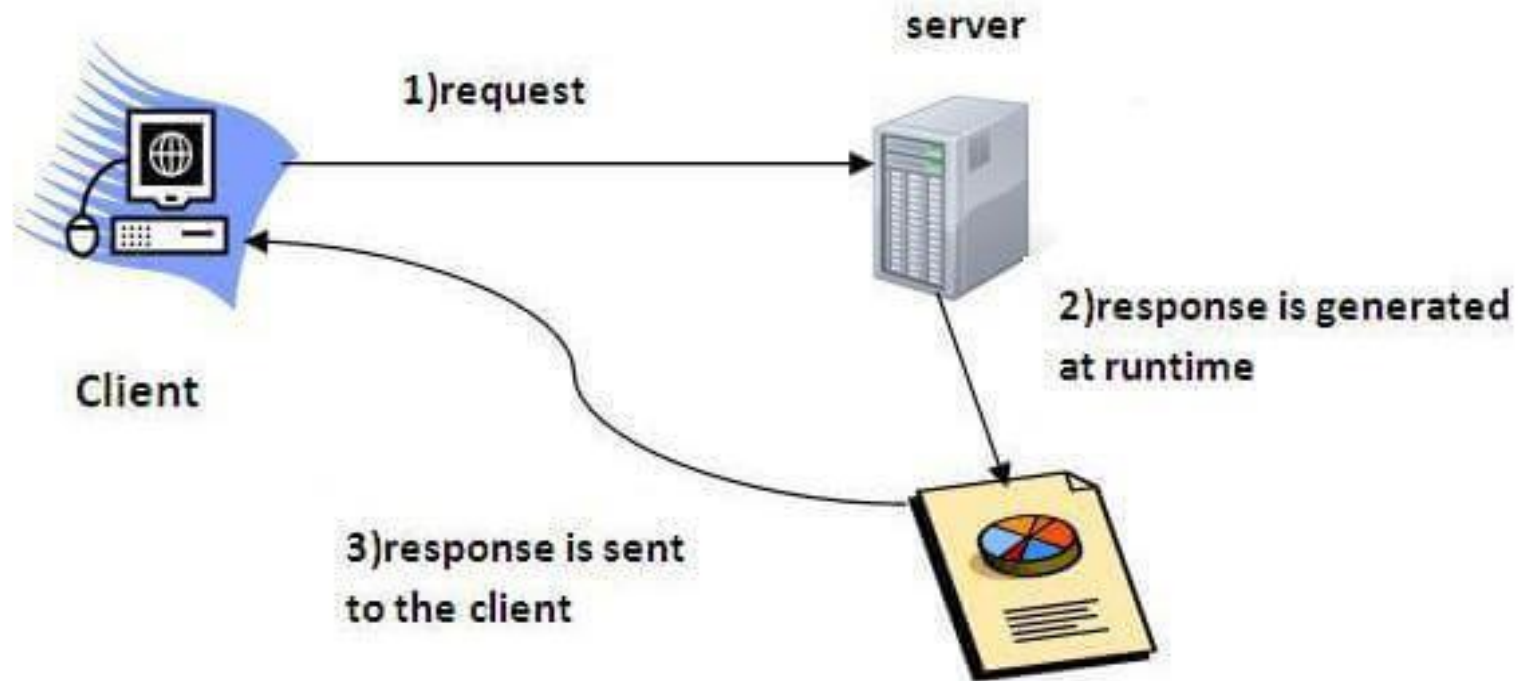 server
1)request
Client
2)response is generated
at runtime
3)response is sent
to the client